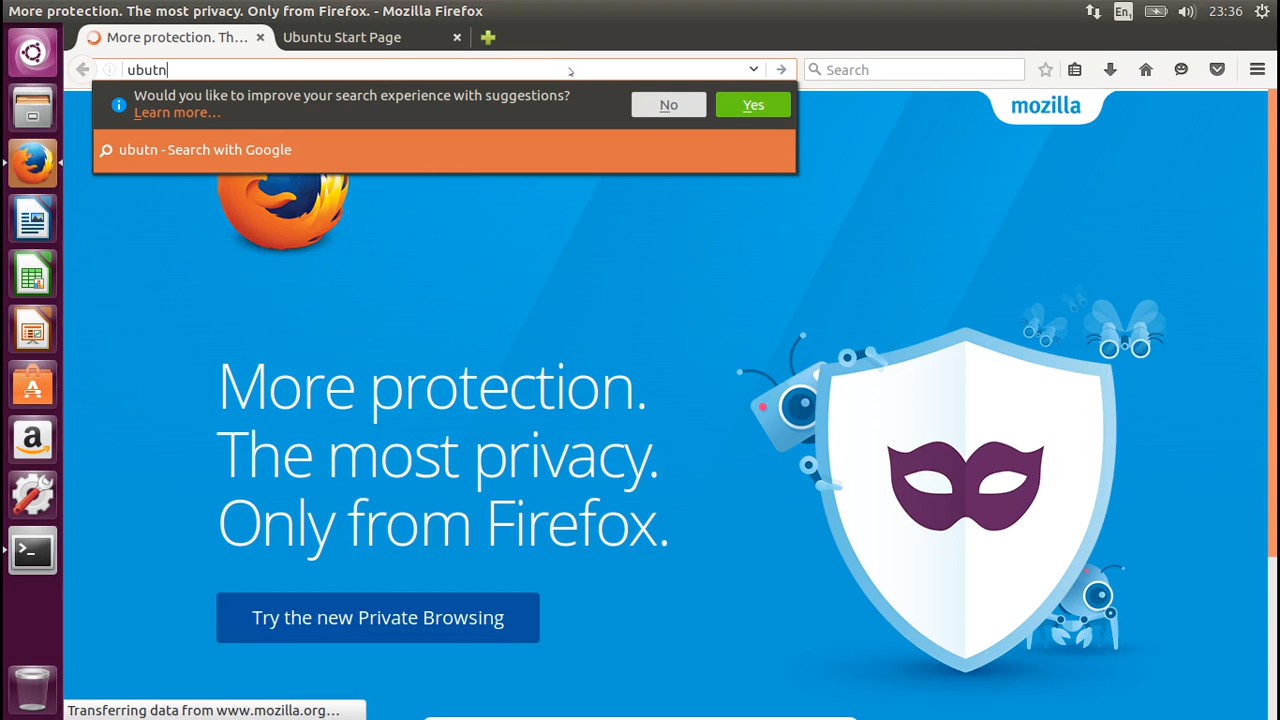 More protection. The most privacy. Only from Firefox. - Mozilla Firefox
En1
23:36
More protection. Th...
Ubuntu Start Page
ubutn
Search
Would you like to improve your search experience with suggestions?
Learn more...
No
Yes
mozilla
ubutn - Search with Google
More protection.
The most privacy.
Only from Firefox.
Try the new Private Browsing
Transferring data from www.mozilla.org...